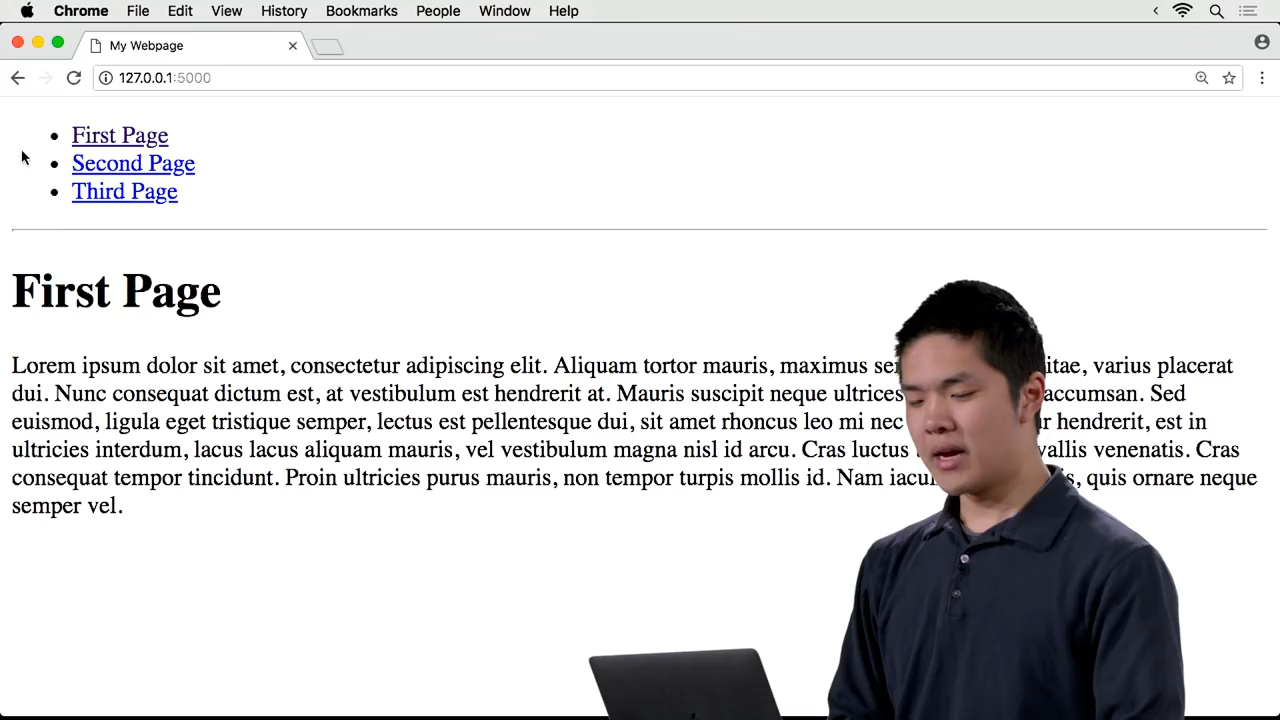 Chrome File Edit View History Bookmarks People Window Help
My Webpage
127.0.0.1:5000
First Page
Second Page
Third Page
First Page
Lorem ipsum dolor sit amet, consectetur adipiscing elit. Aliquam tortor mauris, maximus itae, varius placerat
dui. Nunc consequat dictum est, at vestibulum est hendrerit at. Mauris suscipit neque ultrices accumsan. Sed
euismod, ligula eget tristique semper, lectus est pellentesque dui, sit amet rhoncus leo mi nec r hendrerit, est in
ultricies interdum, lacus lacus aliquam mauris, vel vestibulum magna nisl id arcu. Cras luctus vallis venenatis. Cras
consequat tempor tincidunt. Proin ultricies purus mauris, non tempor turpis mollis id. Nam iacu s, quis ornare neque
semper vel.